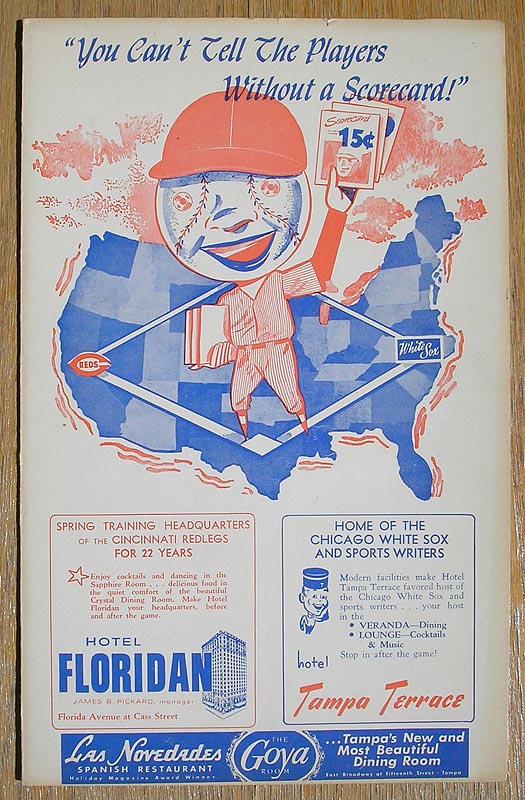 "You Can't Tell The Players
Without a Scorecard!"
Scorecard
15¢
REDS
White Sox
SPRING TRAINING HEADQUARTERS
OF THE CINCINNATI REDLEGS
FOR 22 YEARS
Enjoy cocktails and dancing in the
Sapphire Room . . . delicious food in
the quiet comfort of the beautiful
Crystal Dining Room. Make Hotel
Floridan your headquarters, before
and after the game.
HOTEL
FLORIDAN
JAMES B. PICKARD, manager
Florida Avenue at Cass Street
HOME OF THE
CHICAGO WHITE SOX
AND SPORTS WRITERS
Modern facilities make Hotel
Tampa Terrace favored host of
the Chicago White Sox and
sports writers . . . your host
in the
• VERANDA—Dining
• LOUNGE—Cocktails
& Music
Stop in after the game!
hotel
Tampa Terrace
Las Novedades
SPANISH RESTAURANT
Holiday Magazine Award Winner
THE
Goya
ROOM
...Tampa's New and
Most Beautiful
Dining Room
East Broadway at Fifteenth Street - Tampa